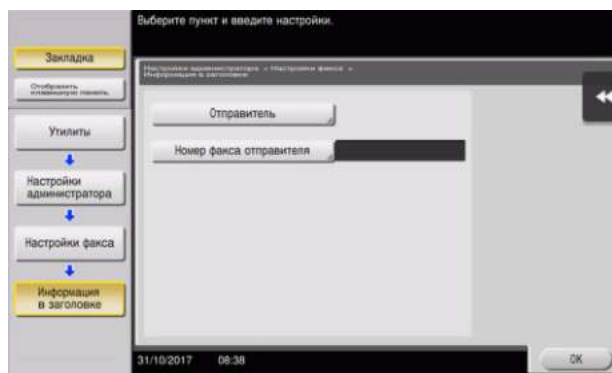 Выберите пункт и введите настройки.
Закладка
Настройки администратора > Настройки факса >
Информация в заголовке
Отобразить
клавишную панель
Отправитель
Утилиты
Номер факса отправителя
Настройки
администратора
Настройки факса
Информация
в заголовке
31/10/2017 08:38
OK